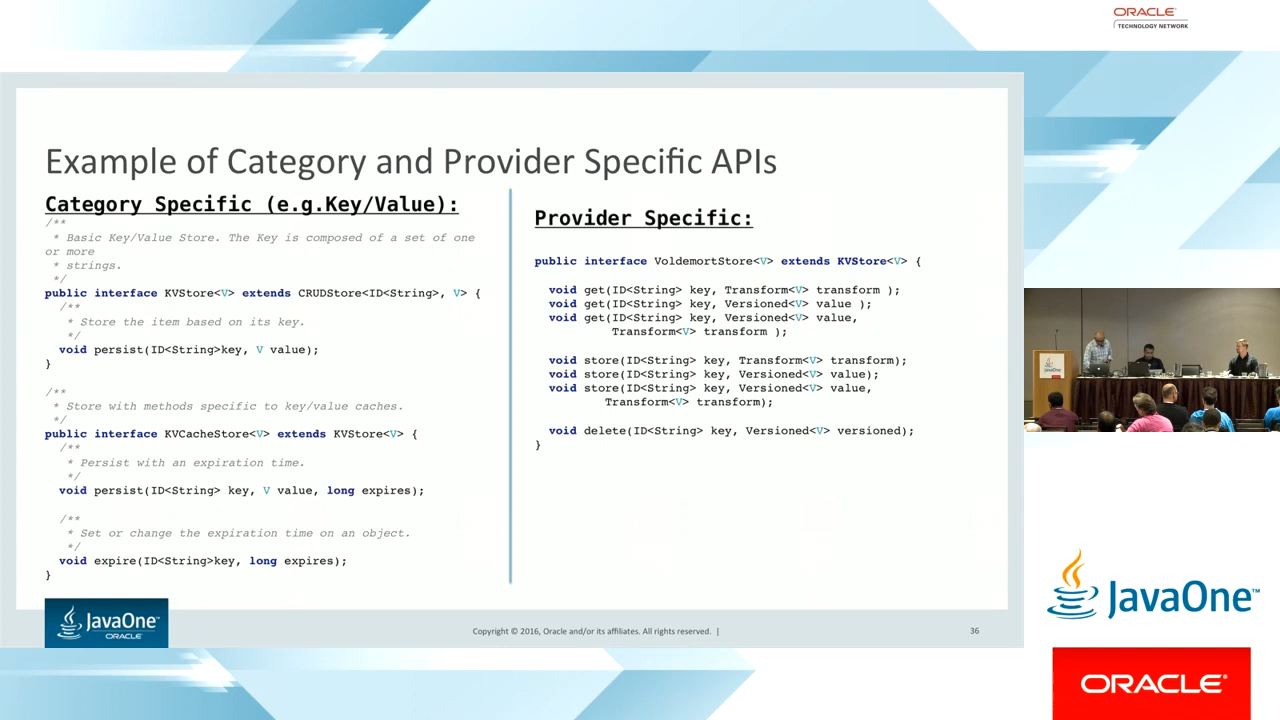 ORACLE
TECHNOLOGY NETWORK
Example of Category and Provider Specific APIs
Category Specific (e.g.Key/Value):
/**
 * Basic Key/Value Store. The Key is composed of a set of one
or more
 * strings.
 */
public interface KVStore<V> extends CRUDStore<ID<String>, V> {
  /**
   * Store the item based on its key.
   */
  void persist(ID<String>key, V value);
}
/**
 * Store with methods specific to key/value caches.
 */
public interface KVCacheStore<V> extends KVStore<V> {
  /**
   * Persist with an expiration time.
   */
  void persist(ID<String> key, V value, long expires);
  /**
   * Set or change the expiration time on an object.
   */
  void expire(ID<String>key, long expires);
}
Provider Specific:
public interface VoldemortStore<V> extends KVStore<V> {
  void get(ID<String> key, Transform<V> transform );
  void get(ID<String> key, Versioned<V> value );
  void get(ID<String> key, Versioned<V> value,
           Transform<V> transform );
  void store(ID<String> key, Transform<V> transform);
  void store(ID<String> key, Versioned<V> value);
  void store(ID<String> key, Versioned<V> value,
          Transform<V> transform);
  void delete(ID<String> key, Versioned<V> versioned);
}
JavaOne™
ORACLE
Copyright © 2016, Oracle and/or its affiliates. All rights reserved. |
36
JavaOne
JavaOne™
ORACLE®